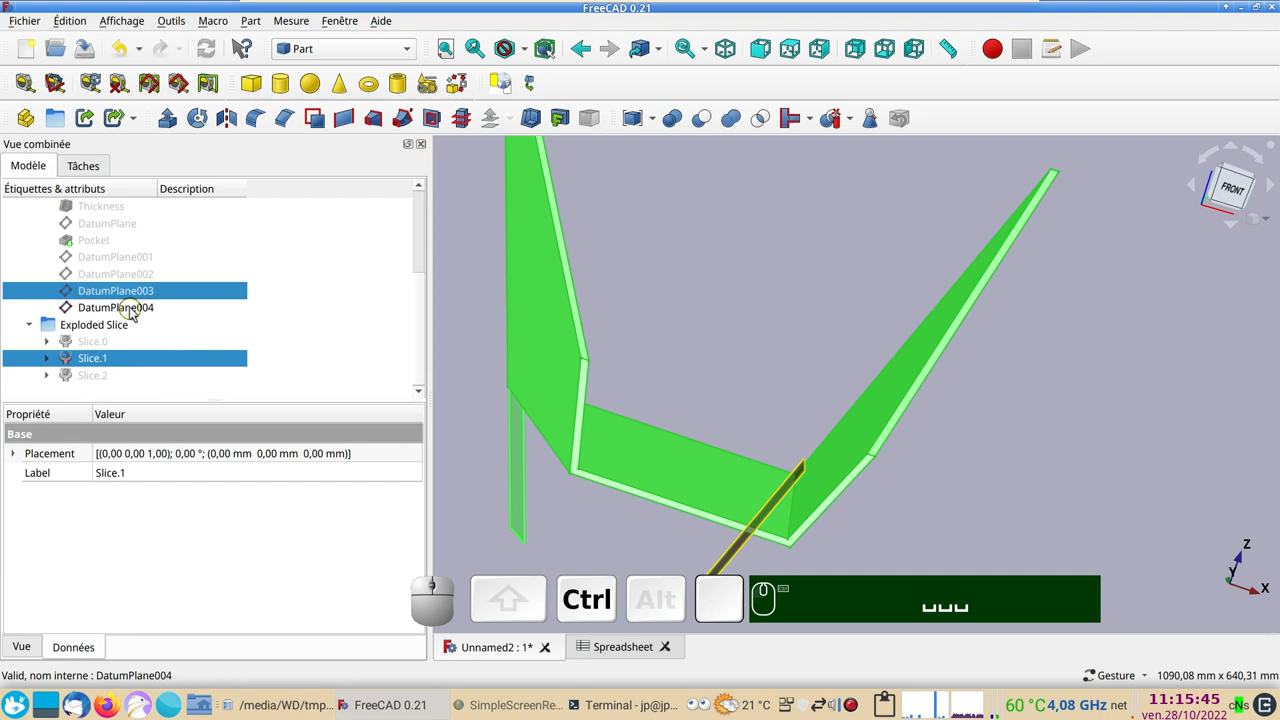 FreeCAD 0.21
Fichier Édition Affichage Outils Macro Part Mesure Fenêtre Aide
Part
Vue combinée
Modèle Tâches
Étiquettes & attributs Description
Thickness
DatumPlane
Pocket
DatumPlane001
DatumPlane002
DatumPlane003
DatumPlane004
Exploded Slice
Slice.0
Slice.1
Slice.2
Propriété Valeur
Base
Placement [(0,00 0,00 1,00); 0,00 °; (0,00 mm 0,00 mm 0,00 mm)]
Label Slice.1
FRONT
Z
Y
X
Ctrl Alt
Vue Données
Unnamed2 : 1* Spreadsheet
Valid, nom interne : DatumPlane004
Gesture 1090,08 mm x 640,31 mm
/media/WD/tmp... FreeCAD 0.21 SimpleScreenRe... Terminal - jp@jp... 21 °C 60 °C 4,08 GHz net 11:15:45
ven.28/10/2022